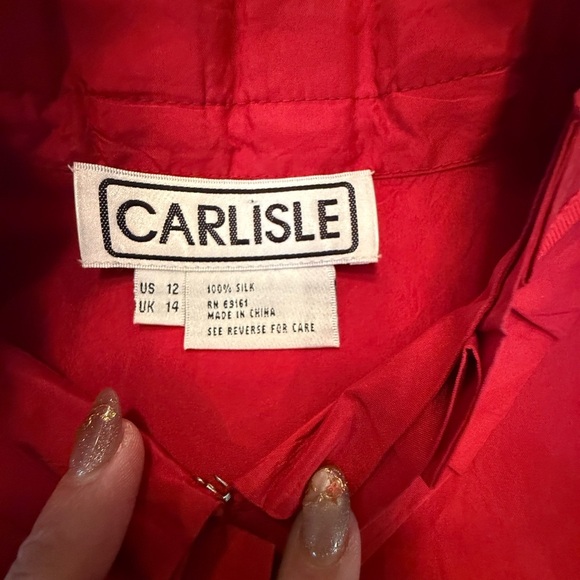 CARLISLE
US 12
UK 14
100% SILK
RN 69161
MADE IN CHINA
SEE REVERSE FOR CARE